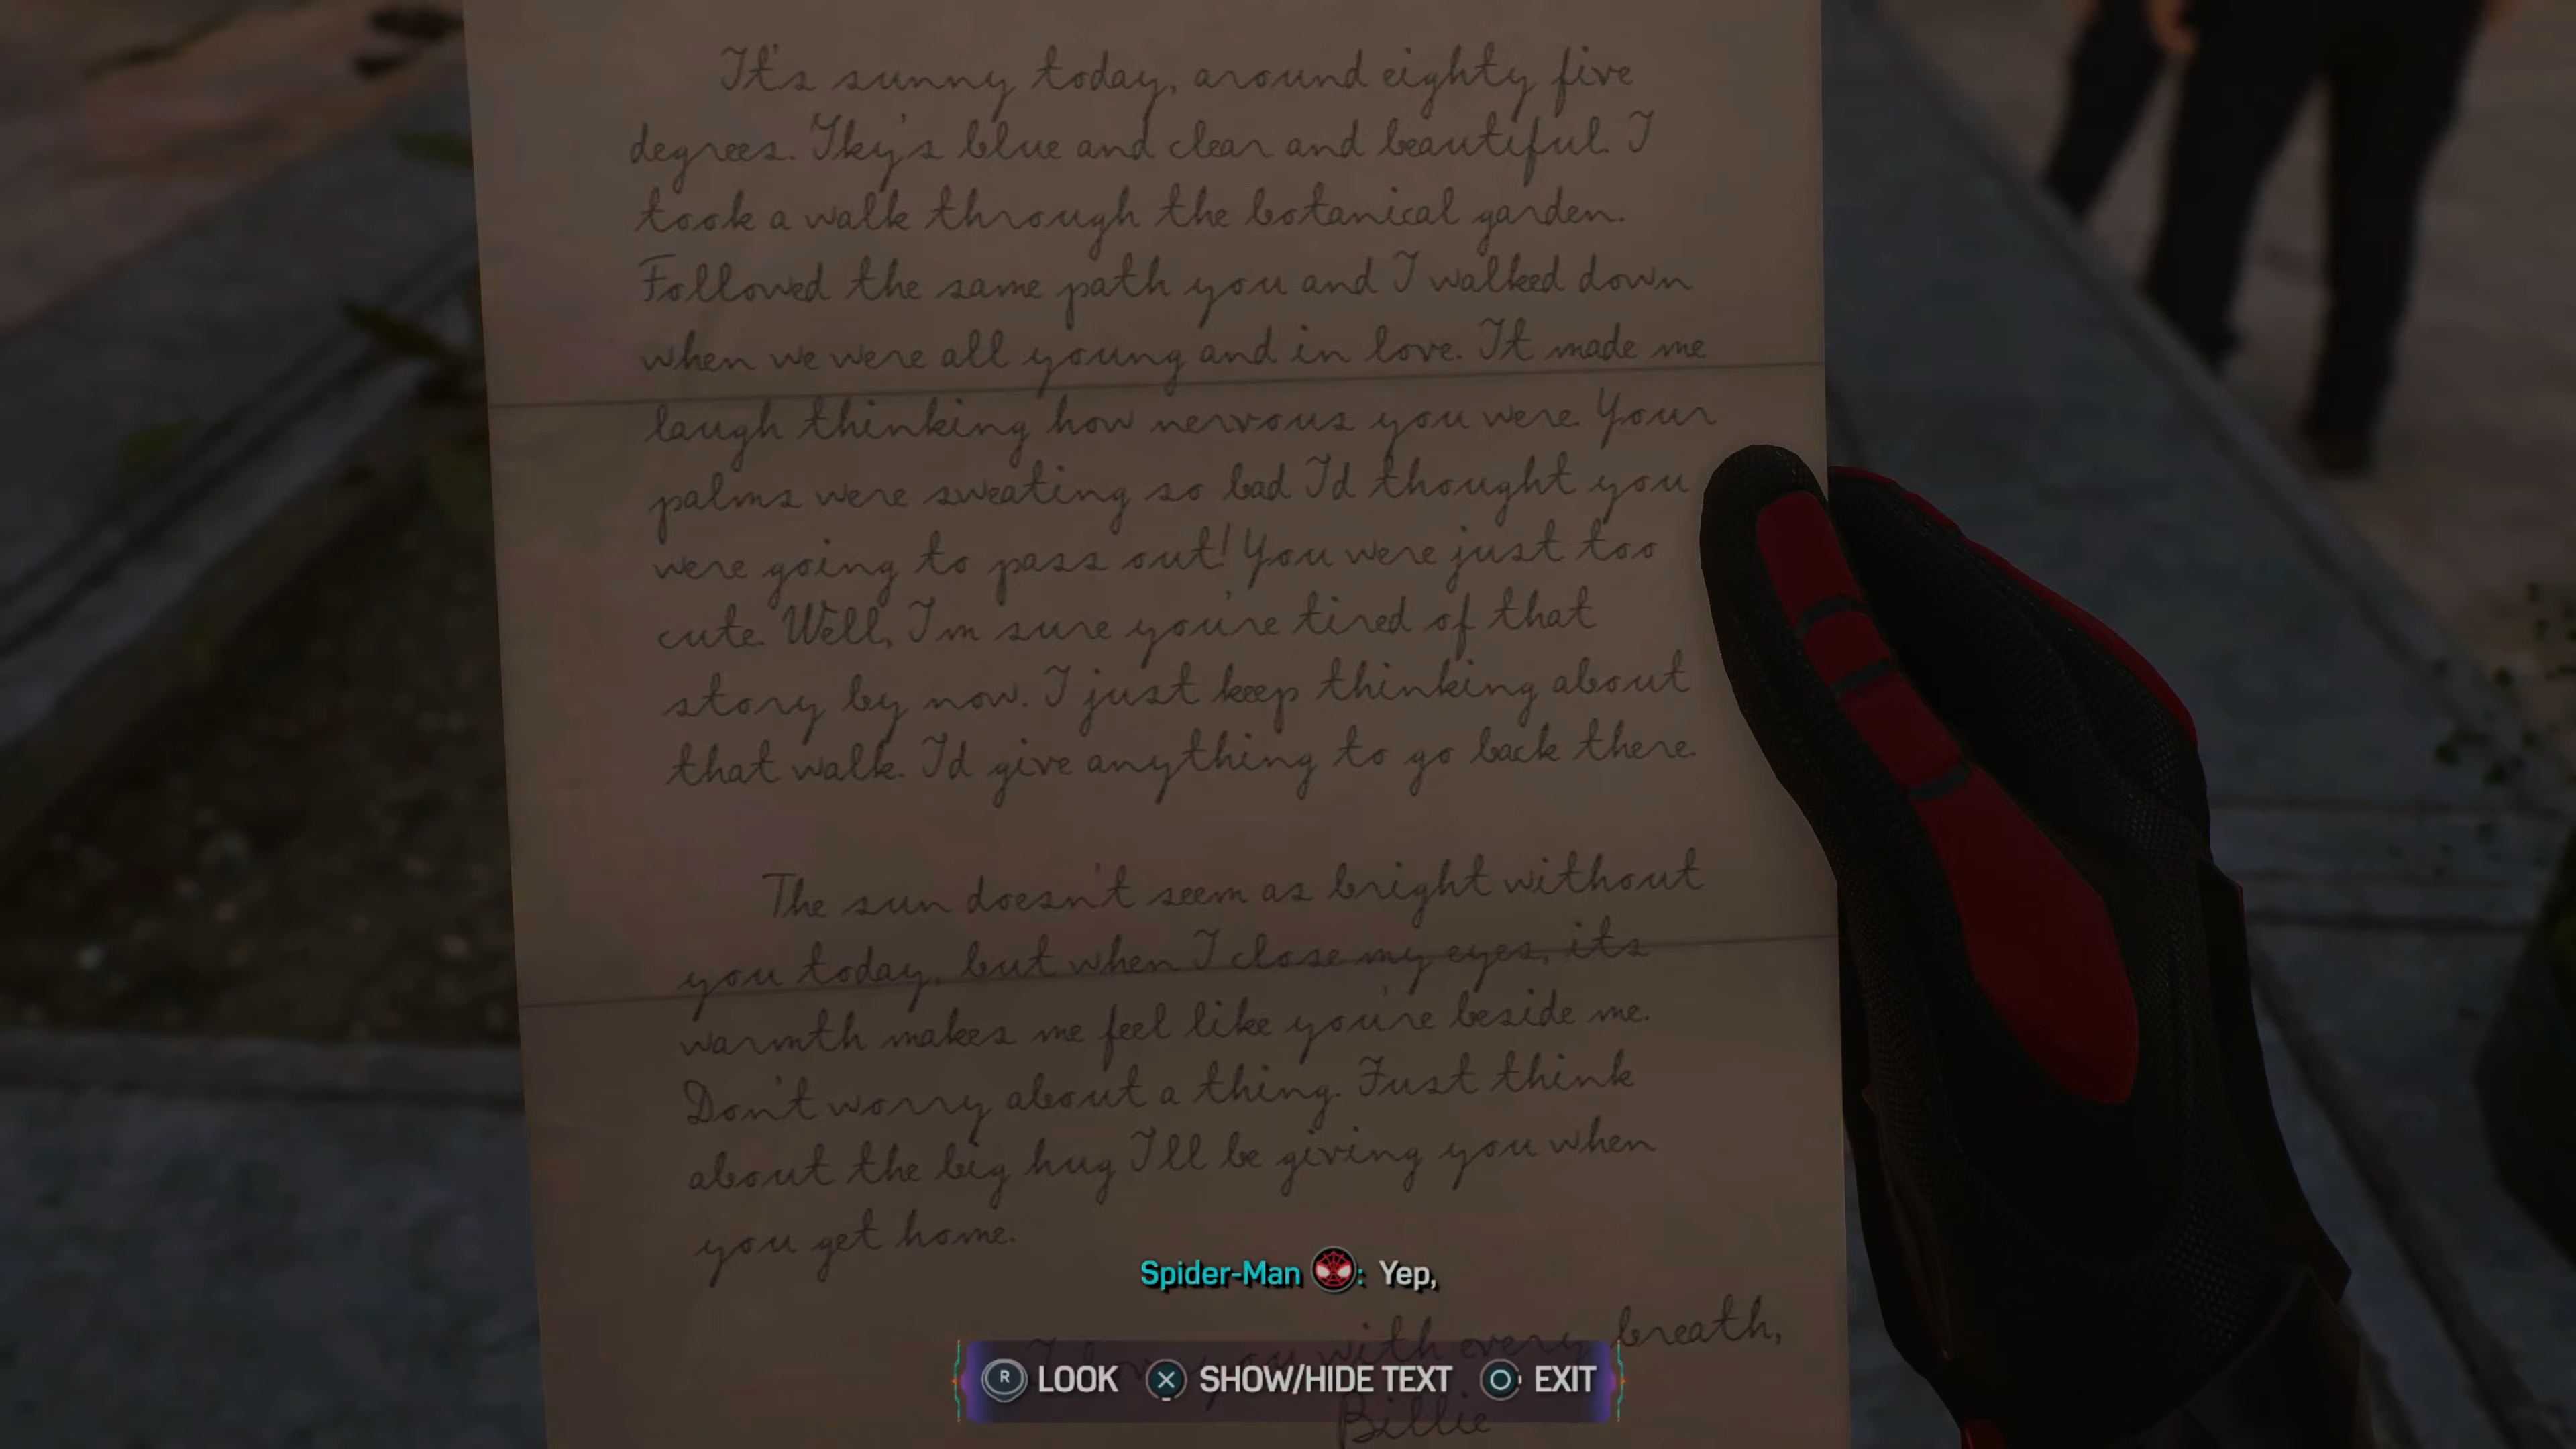 It's sunny today, around eighty five
degrees. Sky's blue and clear and beautiful. I
took a walk through the botanical garden.
Followed the same path you and I walked down
when we were all young and in love. It made me
laugh thinking how nervous you were. Your
palms were sweating so bad I'd thought you
were going to pass out! You were just too
cute. Well, I'm sure you're tired of that
story by now. I just keep thinking about
that walk. I'd give anything to go back there.
The sun doesn't seem as bright without
you today, but when I close my eyes, its
warmth makes me feel like you're beside me.
Don't worry about a thing. Just think
about the big hug I'll be giving you when
you get home.
Spider-Man : Yep,
I love you with every breath,
R LOOK SHOW/HIDE TEXT EXIT
Billie